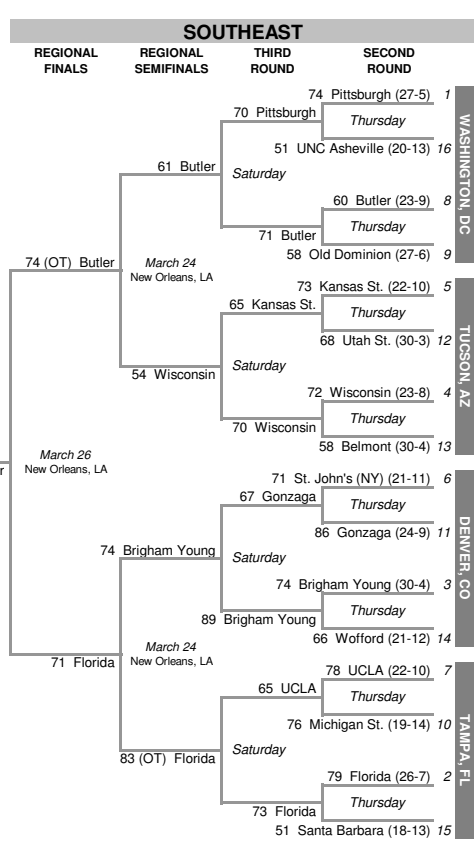 SOUTHEAST
REGIONAL FINALS
REGIONAL SEMIFINALS
THIRD ROUND
SECOND ROUND
74 Pittsburgh (27-5) 1
70 Pittsburgh
Thursday
51 UNC Asheville (20-13) 16
61 Butler
Saturday
60 Butler (23-9) 8
Thursday
71 Butler
58 Old Dominion (27-6) 9
WASHINGTON, DC
74 (OT) Butler
March 24
New Orleans, LA
73 Kansas St. (22-10) 5
65 Kansas St.
Thursday
68 Utah St. (30-3) 12
54 Wisconsin
Saturday
72 Wisconsin (23-8) 4
Thursday
70 Wisconsin
58 Belmont (30-4) 13
TUCSON, AZ
March 26
New Orleans, LA
r
71 St. John's (NY) (21-11) 6
67 Gonzaga
Thursday
86 Gonzaga (24-9) 11
74 Brigham Young
Saturday
74 Brigham Young (30-4) 3
Thursday
89 Brigham Young
66 Wofford (21-12) 14
DENVER, CO
71 Florida
March 24
New Orleans, LA
78 UCLA (22-10) 7
65 UCLA
Thursday
76 Michigan St. (19-14) 10
83 (OT) Florida
Saturday
79 Florida (26-7) 2
Thursday
73 Florida
51 Santa Barbara (18-13) 15
TAMPA, FL